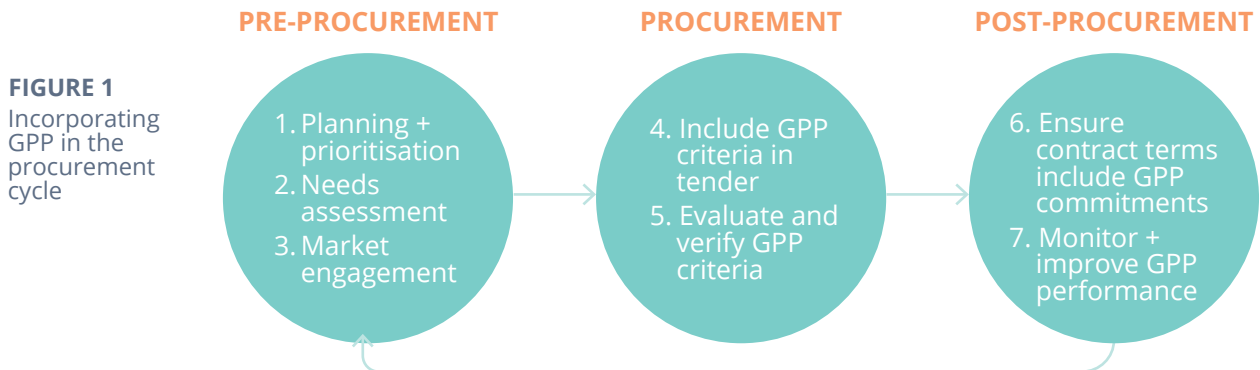 PRE-PROCUREMENT
PROCUREMENT
POST-PROCUREMENT
FIGURE 1
Incorporating
GPP in the
procurement
cycle
1. Planning +
prioritisation
2. Needs
assessment
3. Market
engagement
4. Include GPP
criteria in
tender
5. Evaluate and
verify GPP
criteria
6. Ensure
contract terms
include GPP
commitments
7. Monitor +
improve GPP
performance